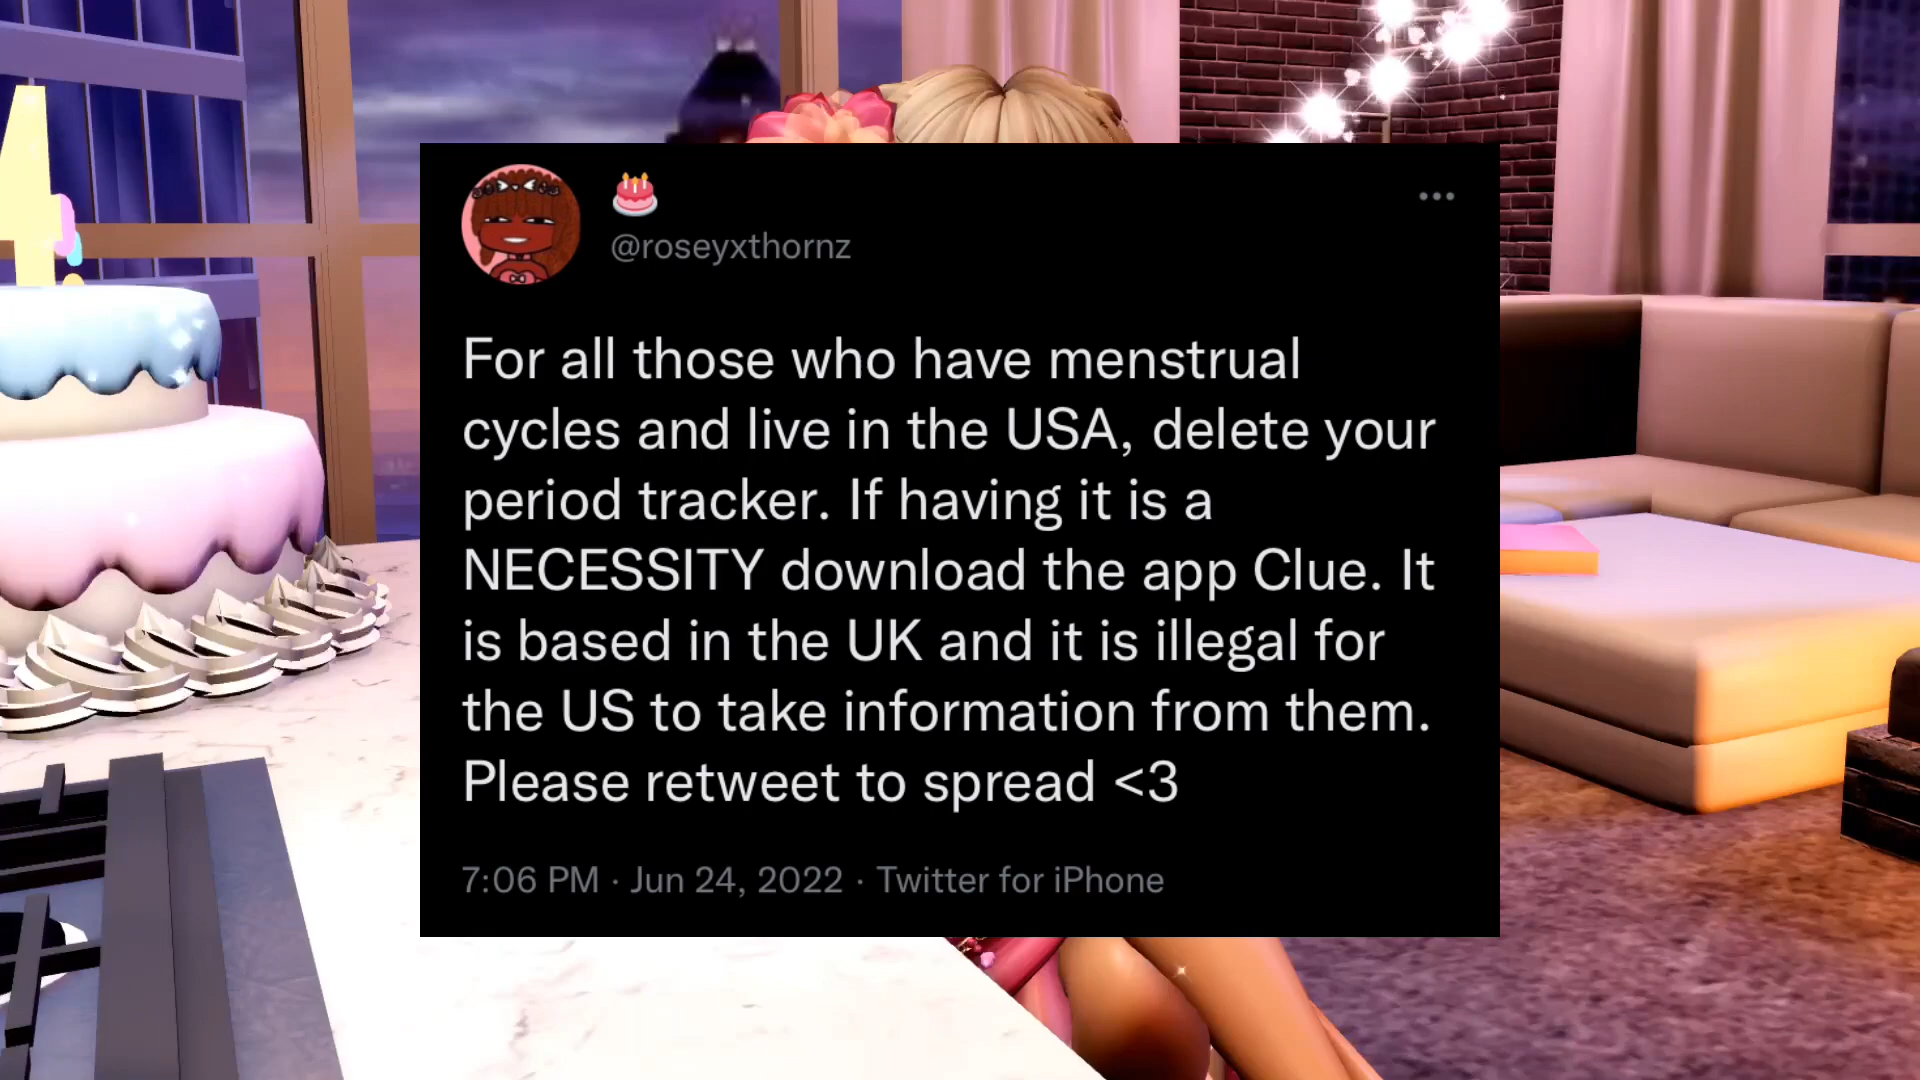 4
🎂
@roseyxthornz
For all those who have menstrual
cycles and live in the USA, delete your
period tracker. If having it is a
NECESSITY download the app Clue. It
is based in the UK and it is illegal for
the US to take information from them.
Please retweet to spread <3
7:06 PM · Jun 24, 2022 · Twitter for iPhone